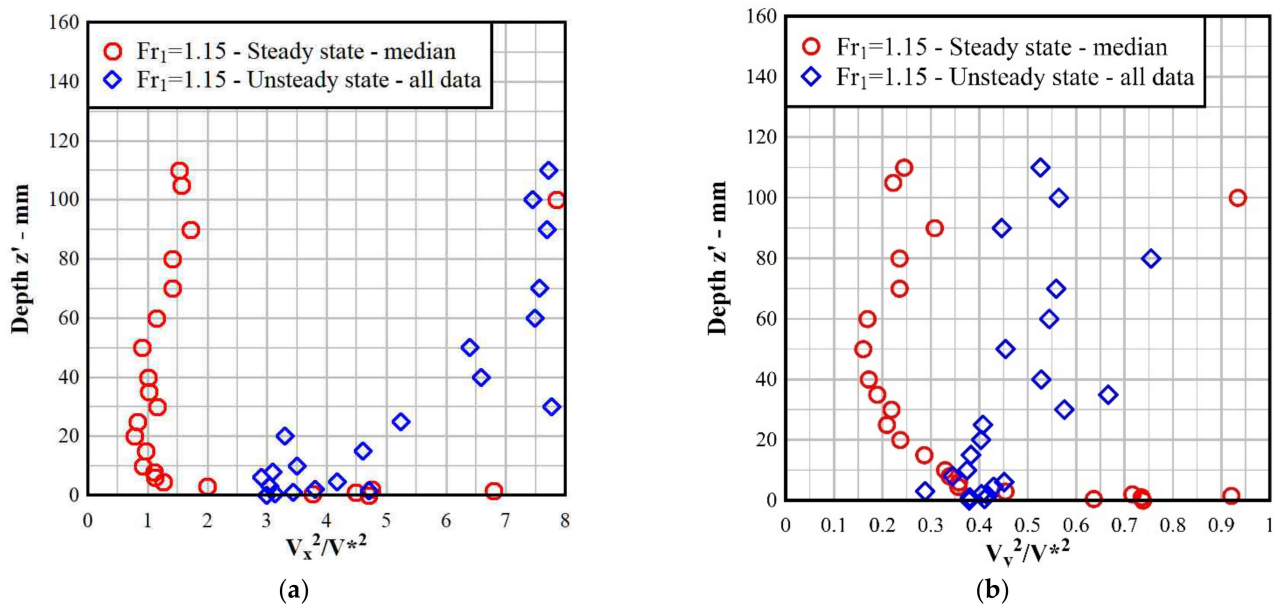 160
140
120
100
80
60
40
20
0
Depth z' - mm
Fr1=1.15 - Steady state - median
Fr1=1.15 - Unsteady state - all data
0 1 2 3 4 5 6 7 8
Vx²/V*²
(a)
160
140
120
100
80
60
40
20
0
Depth z' - mm
Fr1=1.15 - Steady state - median
Fr1=1.15 - Unsteady state - all data
0 0.1 0.2 0.3 0.4 0.5 0.6 0.7 0.8 0.9 1
Vy²/V*²
(b)